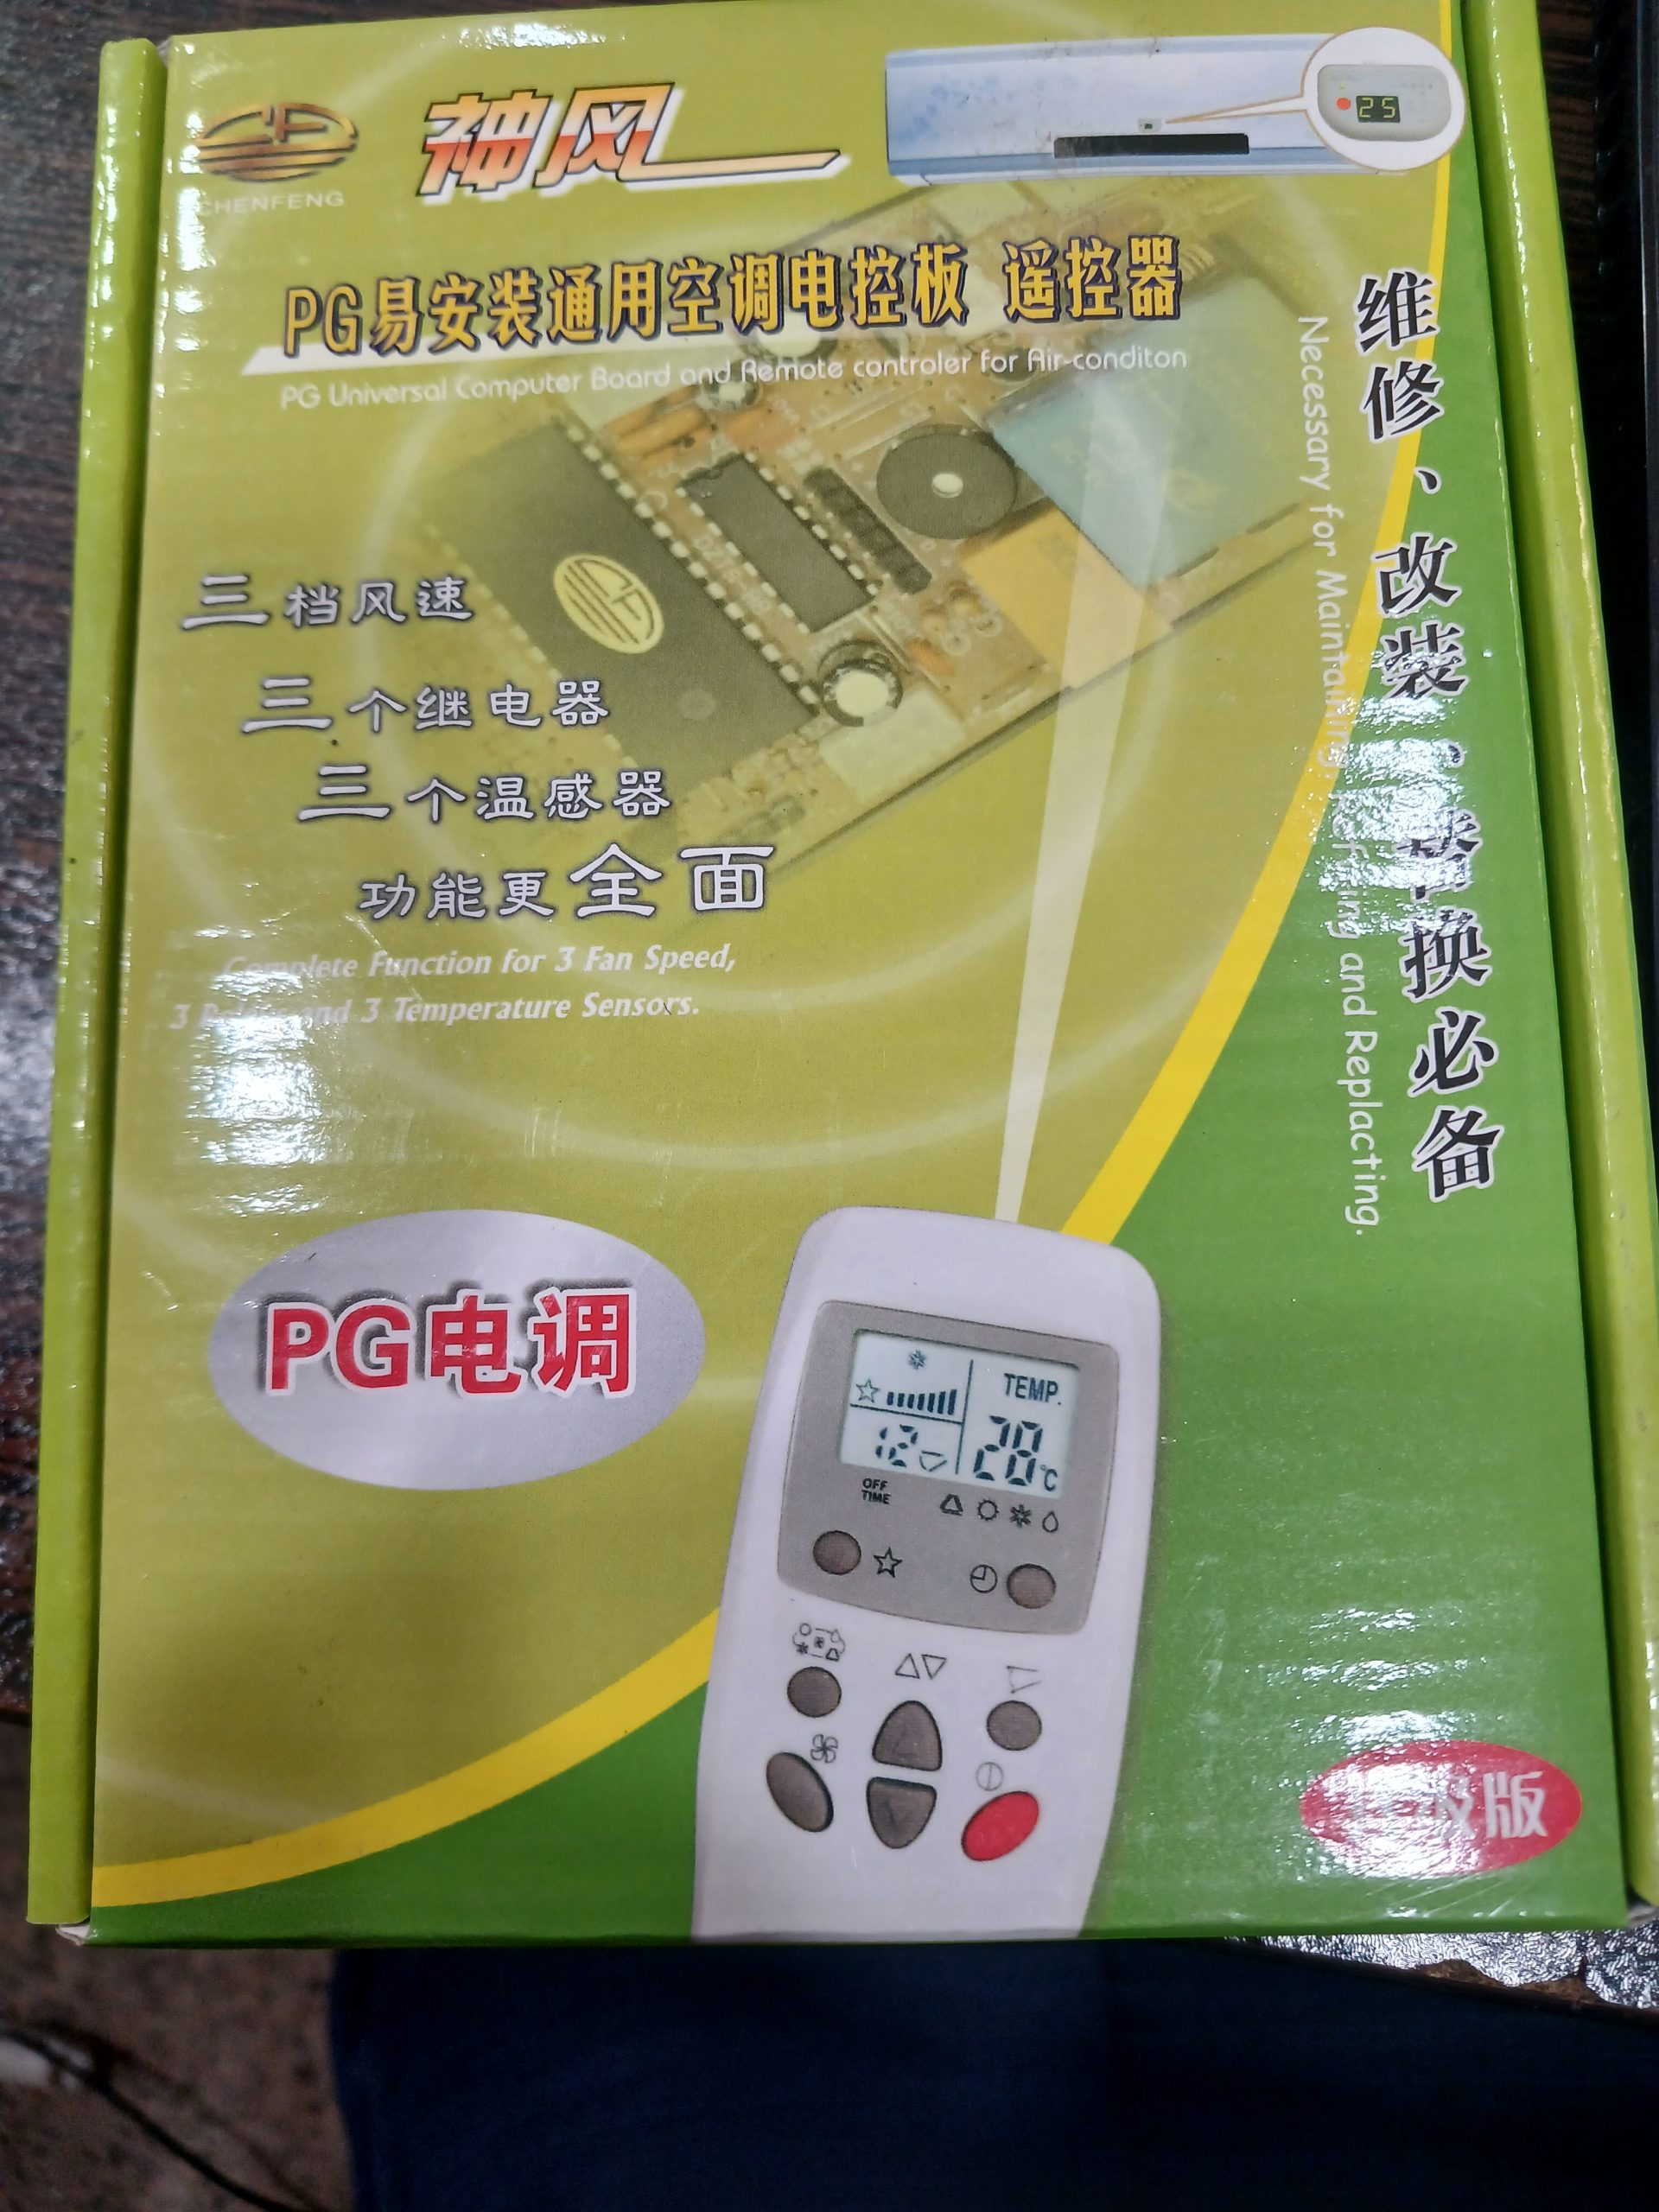 CHENFENG
神风
25
PG易安装通用空调电控板 遥控器
PG Universal Computer Board and Remote controler for Air-conditon
维修、改装、替换必备
Necessary for Maintaining, and Replacting.
三档风速
三个继电器
三个温感器
功能更全面
Complete Function for 3 Fan Speed,
3 and 3 Temperature Sensors.
PG电调
TEMP.
12 28°C
OFF
TIME
版